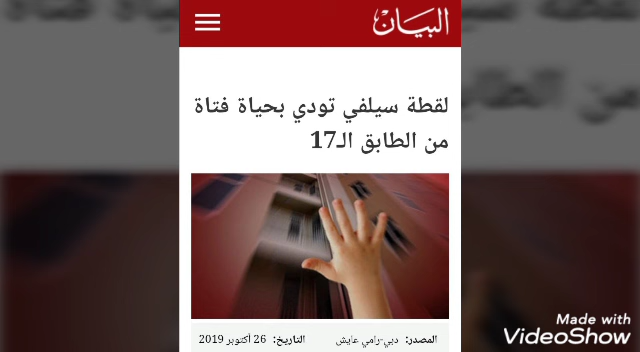 البيان
لقطة سيلفي تودي بحياة فتاة
من الطابق الـ17
المصدر: دبي-رامي عايش
التاريخ: 26 أكتوبر 2019
Made with
VideoShow